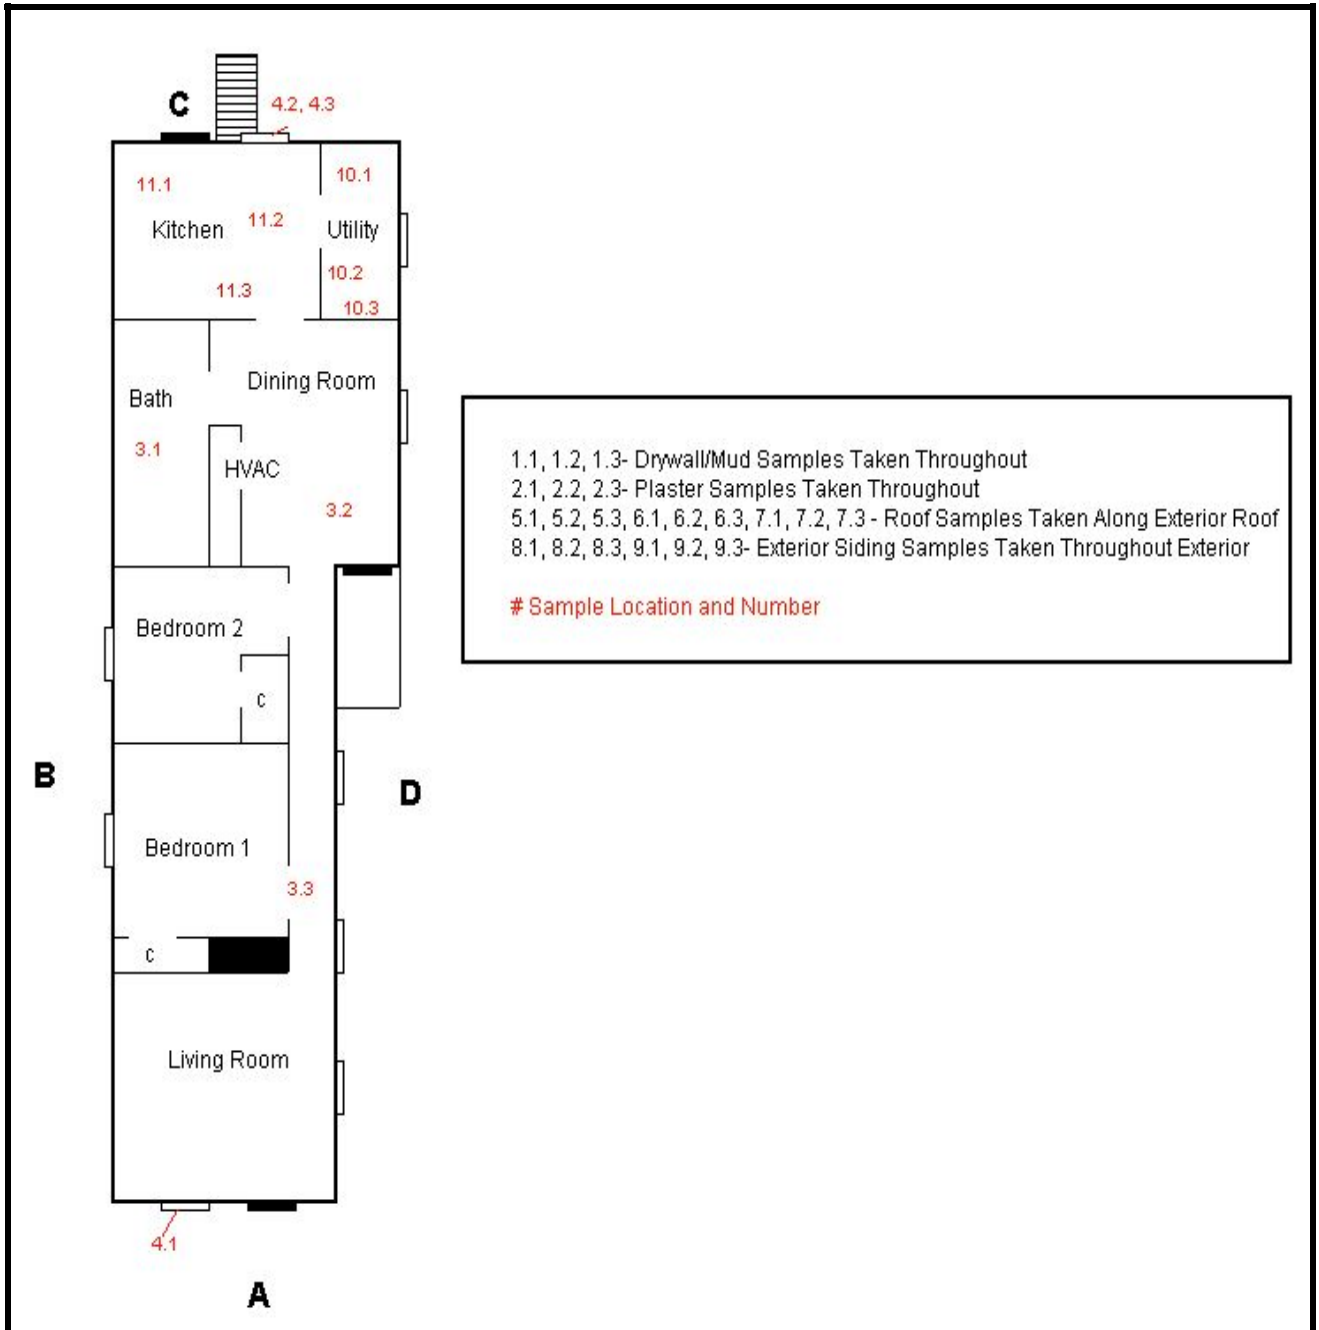 C
4.2, 4.3
11.1
10.1
11.2
Kitchen
Utility
10.2
11.3
10.3
Dining Room
Bath
3.1
HVAC
3.2
1.1, 1.2, 1.3- Drywall/Mud Samples Taken Throughout
2.1, 2.2, 2.3- Plaster Samples Taken Throughout
5.1, 5.2, 5.3, 6.1, 6.2, 6.3, 7.1, 7.2, 7.3 - Roof Samples Taken Along Exterior Roof
8.1, 8.2, 8.3, 9.1, 9.2, 9.3- Exterior Siding Samples Taken Throughout Exterior
# Sample Location and Number
Bedroom 2
c
B
D
Bedroom 1
3.3
c
Living Room
4.1
A